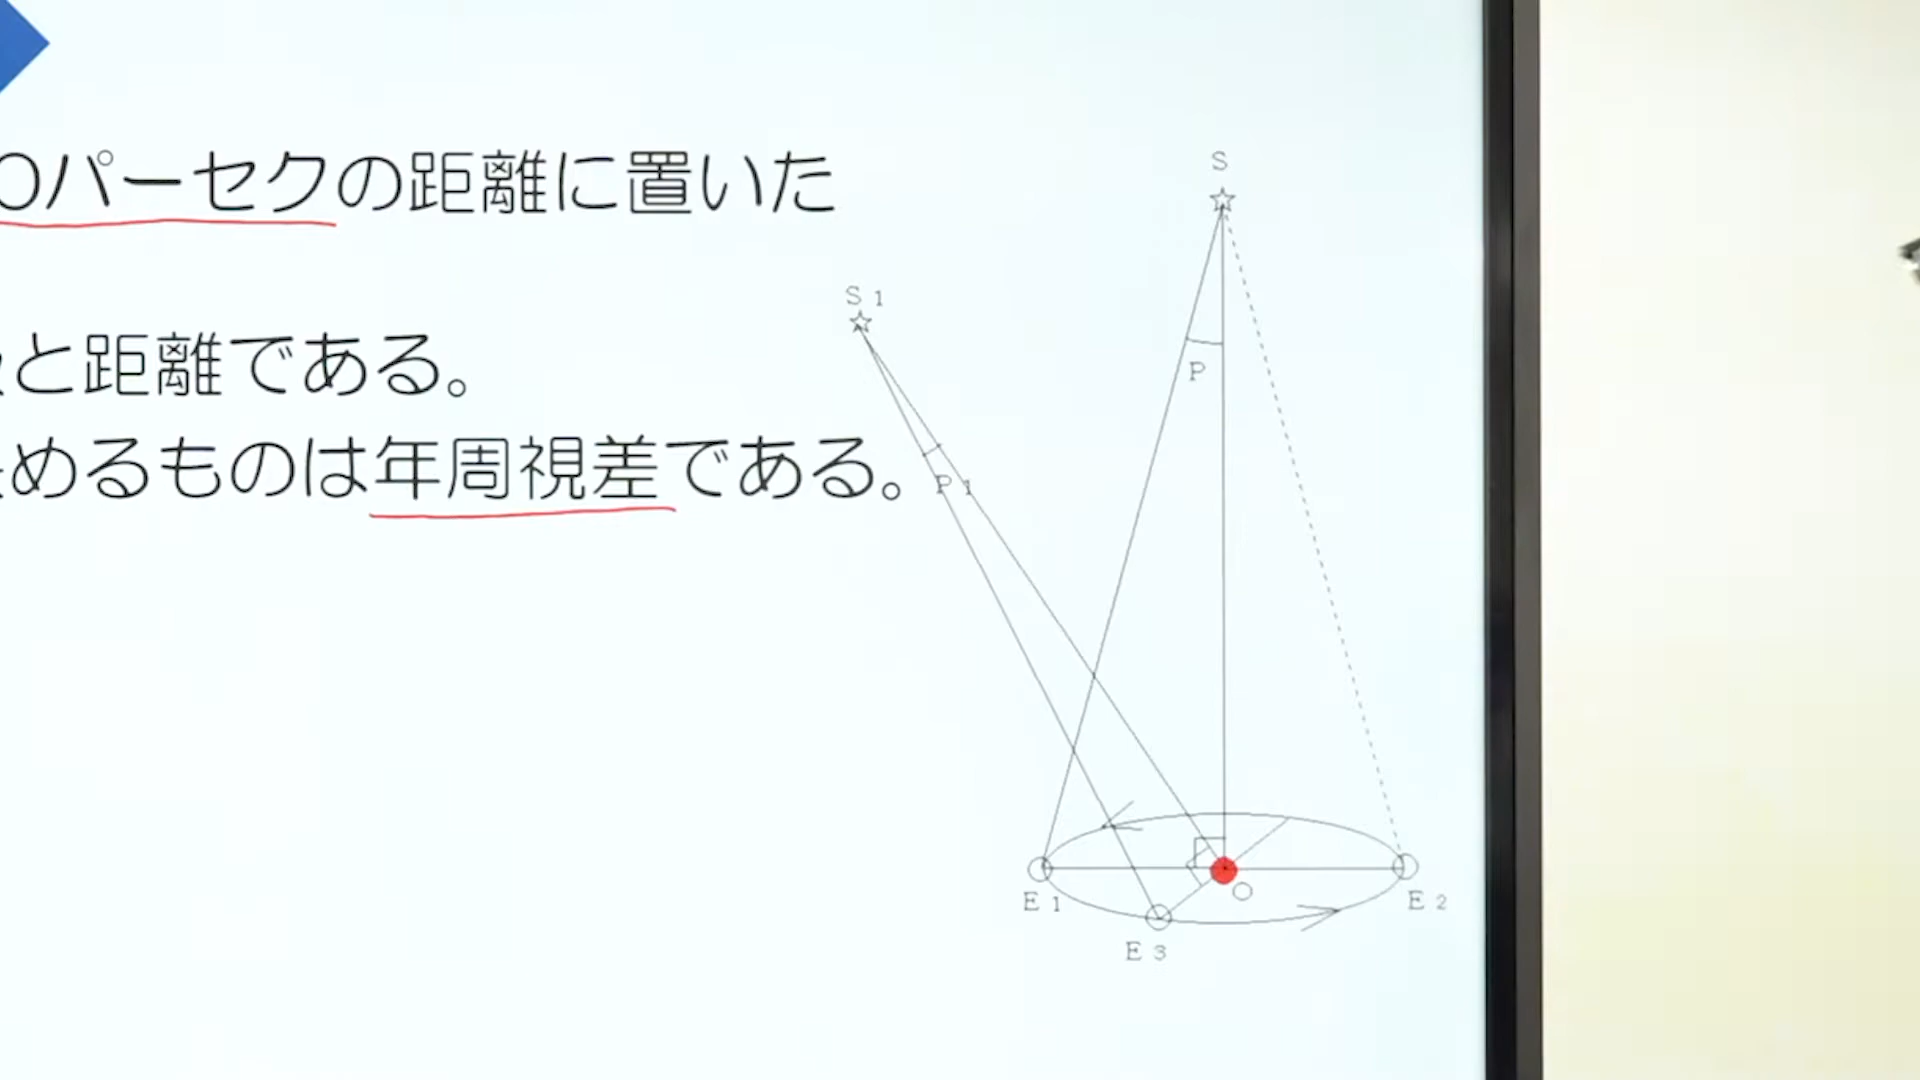 0パーセクの距離に置いた
と距離である。
めるものは年周視差である。
S
S 1
P
P 1
O
E 1
E 2
E 3